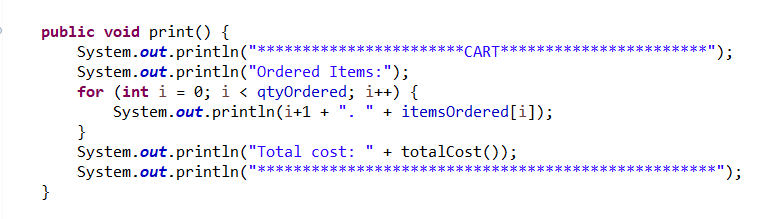 public void print() {
System.out.println("***********************CART***********************");
System.out.println("Ordered Items:");
for (int i = 0; i < qtyOrdered; i++) {
System.out.println(i+1 + ". " + itemsOrdered[i]);
}
System.out.println("Total cost: " + totalCost());
System.out.println("***************************************************");
}